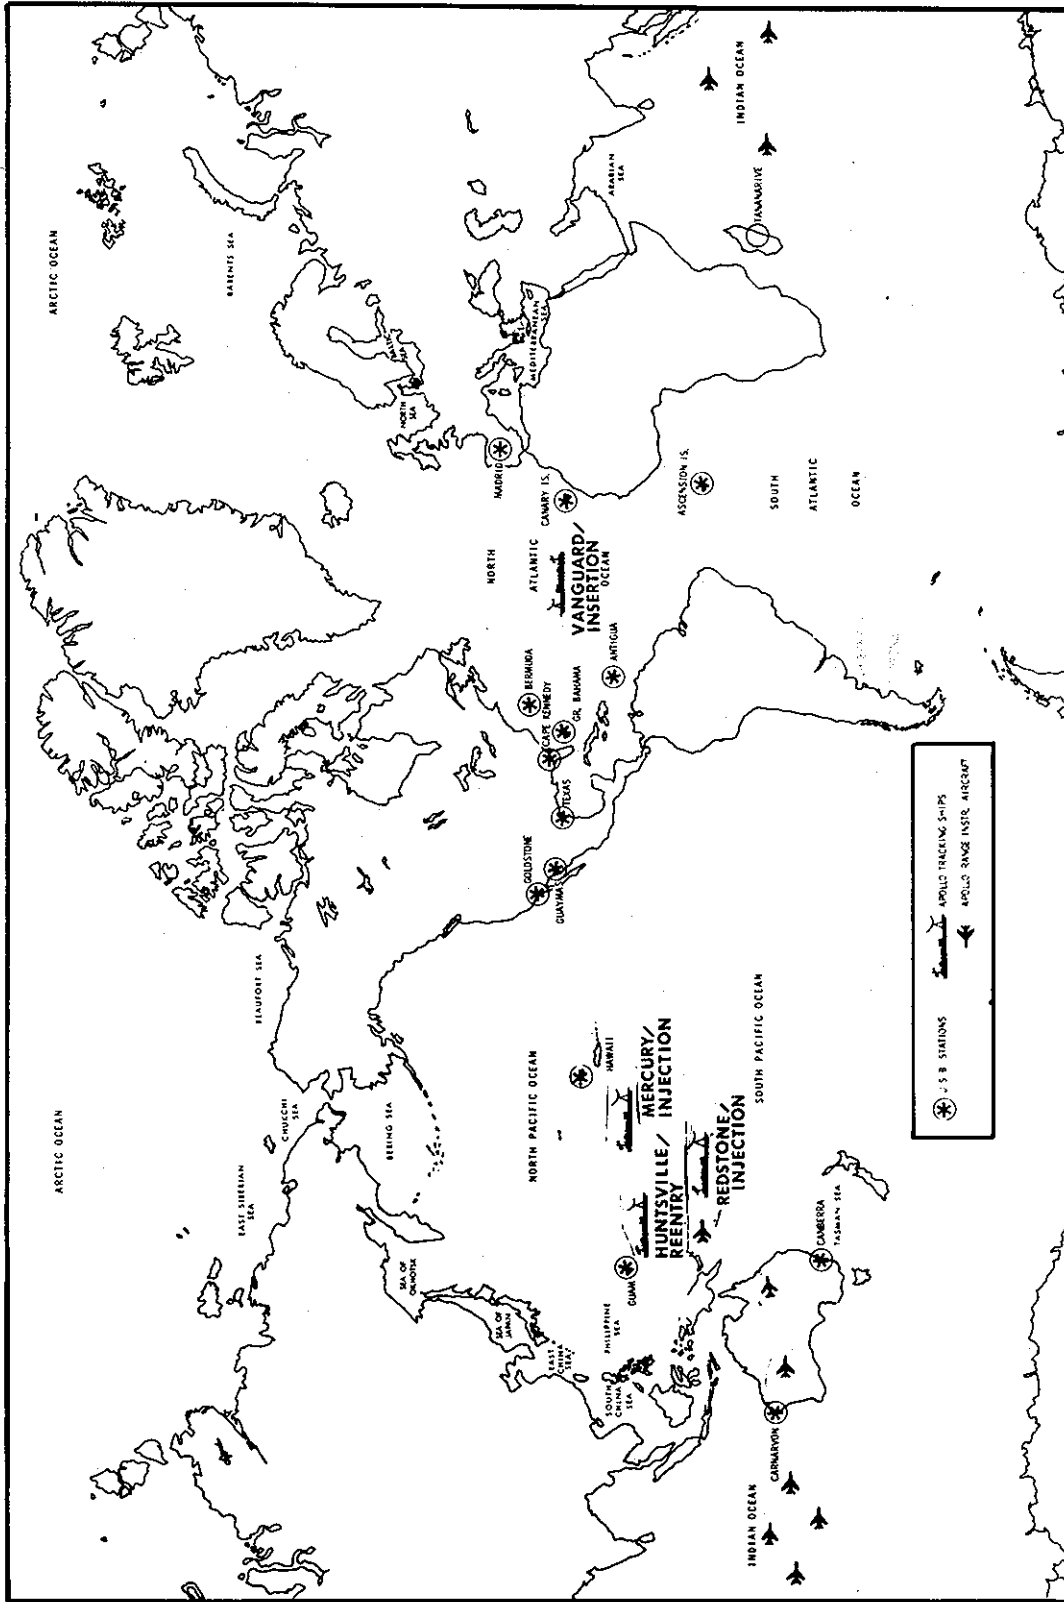 ARCTIC OCEAN
ARCTIC OCEAN
EAST SIBERIAN
SEA
CHUCCHI
SEA
BEAUFORT SEA
BARENTS SEA
BERING SEA
SEA OF
OKHOTSK
SEA OF
JAPAN
EAST
CHINA
SEA
SOUTH
CHINA
SEA
PHILIPPINE
SEA
NORTH PACIFIC OCEAN
NORTH
ATLANTIC
OCEAN
NORTH
SEA
BALTIC
SEA
MEDITERRANEAN
SEA
ARABIAN
SEA
GOLDSTONE
GUAYMAS
TEXAS
CAPE KENNEDY
GR. BAHAMA
BERMUDA
ANTIGUA
VANGUARD/
INSERTION
MADRID
CANARY IS.
ASCENSION IS.
TANANARIVE
HAWAII
GUAM
MERCURY/
INJECTION
HUNTSVILLE/
REENTRY
REDSTONE/
INJECTION
CARNARVON
CANBERRA
TASMAN SEA
INDIAN OCEAN
SOUTH PACIFIC OCEAN
SOUTH
ATLANTIC
OCEAN
INDIAN OCEAN
U S B STATIONS
APOLLO TRACKING SHIPS
APOLLO RANGE INSTR. AIRCRAFT